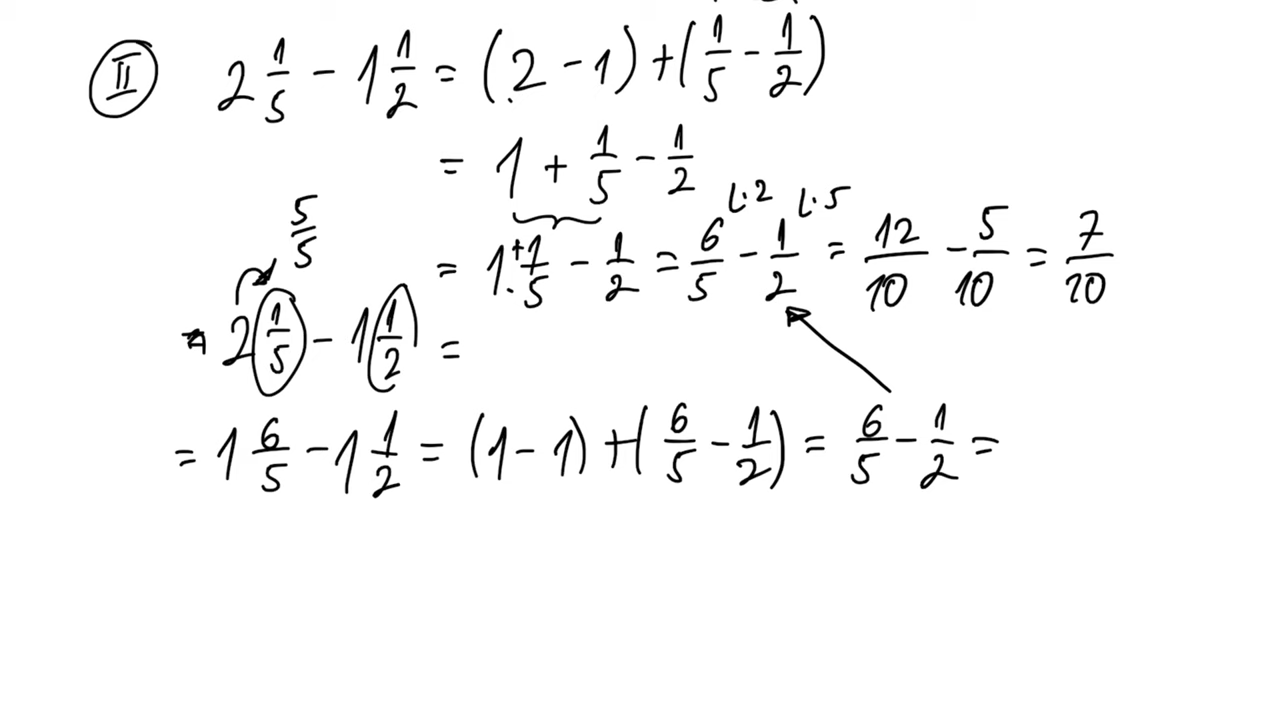 II 2 1/5 - 1 1/2 = (2 - 1) + (1/5 - 1/2)
= 1 + 1/5 - 1/2
5/5
= 1 + 1/5 - 1/2 = 6/5 - 1/2 = 12/10 - 5/10 = 7/10
⌊·2 ⌊·5
2 1/5 - 1 1/2 =
= 1 6/5 - 1 1/2 = (1 - 1) + (6/5 - 1/2) = 6/5 - 1/2 =